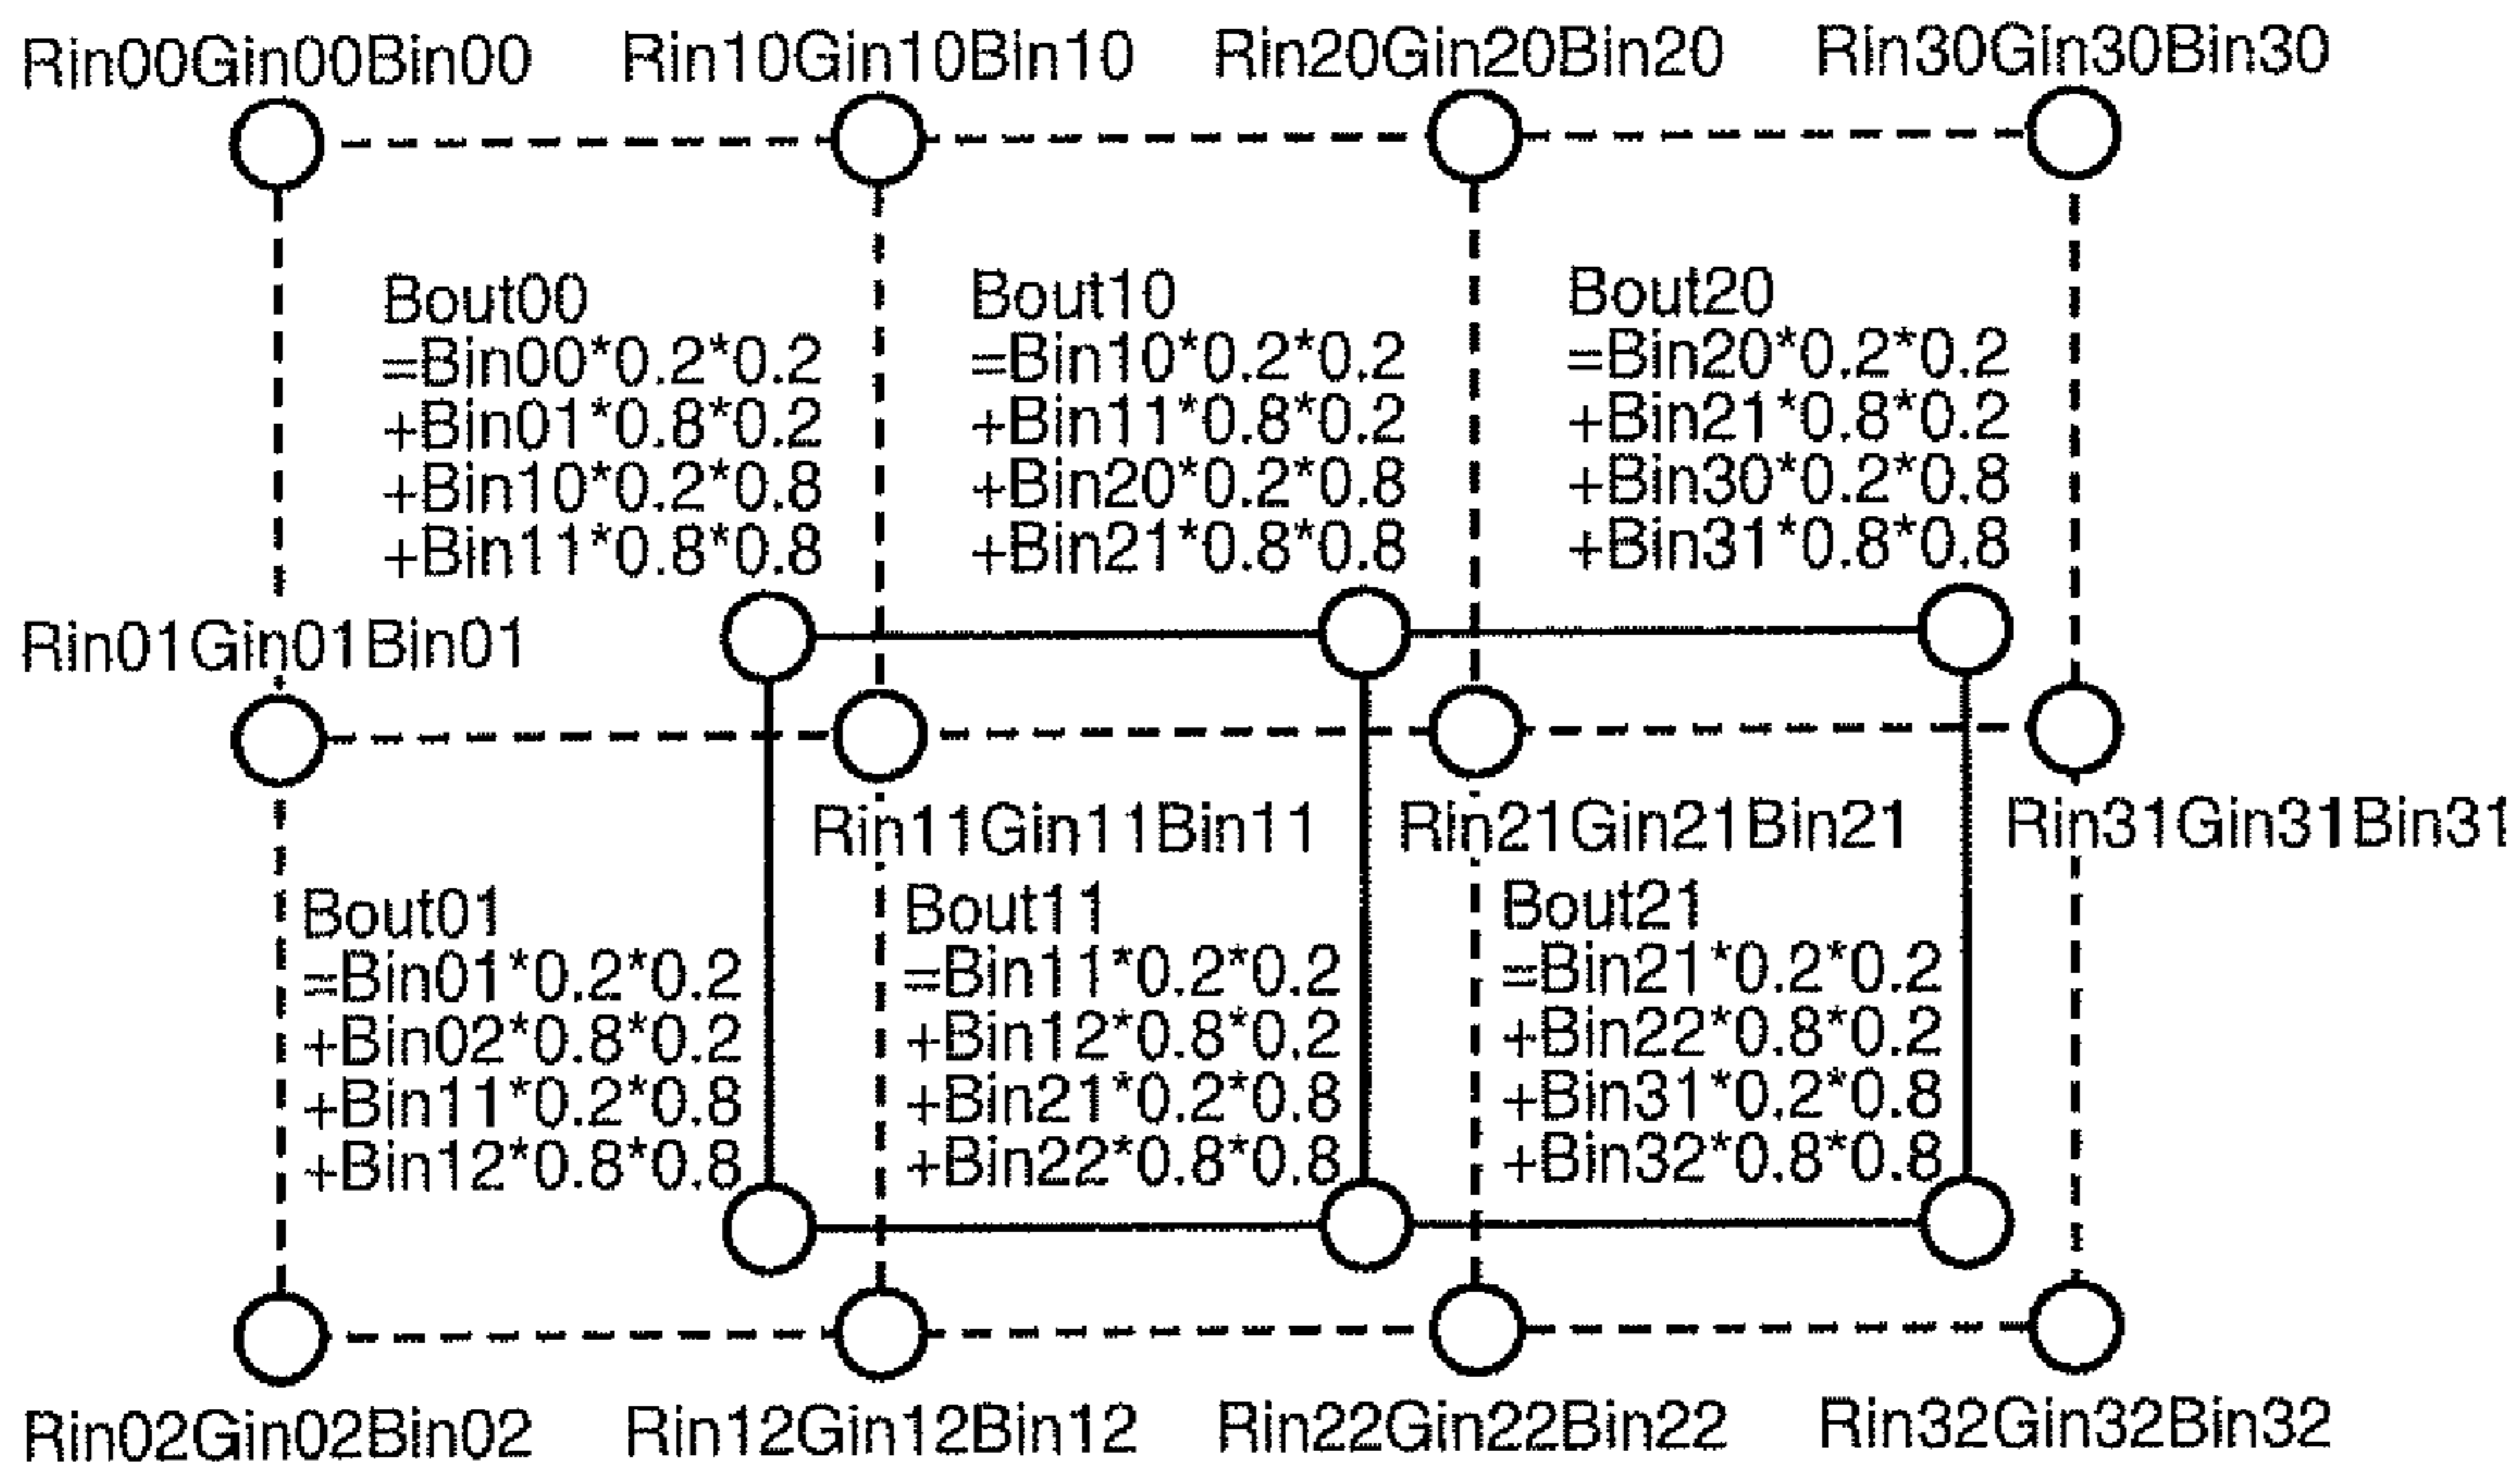 Rin00Gin00Bin00
Rin10Gin10Bin10
Rin20Gin20Bin20
Rin30Gin30Bin30
Bout00
=Bin00*0.2*0.2
+Bin01*0.8*0.2
+Bin10*0.2*0.8
+Bin11*0.8*0.8
Bout10
=Bin10*0.2*0.2
+Bin11*0.8*0.2
+Bin20*0.2*0.8
+Bin21*0.8*0.8
Bout20
=Bin20*0.2*0.2
+Bin21*0.8*0.2
+Bin30*0.2*0.8
+Bin31*0.8*0.8
Rin01Gin01Bin01
Rin11Gin11Bin11
Rin21Gin21Bin21
Rin31Gin31Bin31
Bout01
=Bin01*0.2*0.2
+Bin02*0.8*0.2
+Bin11*0.2*0.8
+Bin12*0.8*0.8
Bout11
=Bin11*0.2*0.2
+Bin12*0.8*0.2
+Bin21*0.2*0.8
+Bin22*0.8*0.8
Bout21
=Bin21*0.2*0.2
+Bin22*0.8*0.2
+Bin31*0.2*0.8
+Bin32*0.8*0.8
Rin02Gin02Bin02
Rin12Gin12Bin12
Rin22Gin22Bin22
Rin32Gin32Bin32